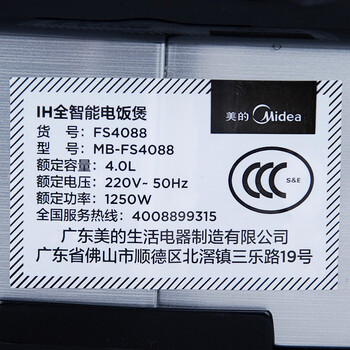 IH全智能电饭煲
货　号：FS4088
型　号：MB-FS4088
额定容量：4.0L
额定电压：220V~ 50Hz
额定功率：1250W
全国服务热线：4008899315
美的 Midea
CCC S&E
广东美的生活电器制造有限公司
广东省佛山市顺德区北滘镇三乐路19号